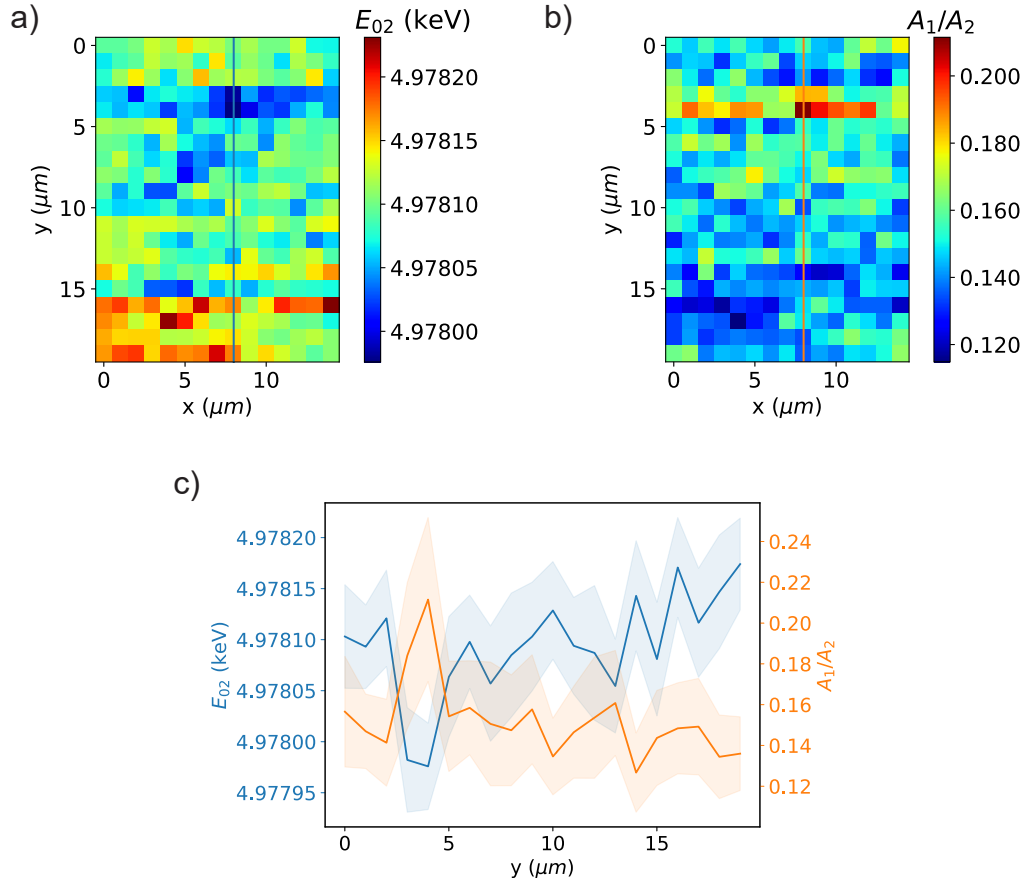 a)
E02 (keV)
0
5
10
15
y (μm)
0 5 10
x (μm)
4.97820
4.97815
4.97810
4.97805
4.97800
b)
A1/A2
0
5
10
15
y (μm)
0 5 10
x (μm)
0.200
0.180
0.160
0.140
0.120
c)
4.97820
4.97815
4.97810
4.97805
4.97800
4.97795
E02 (keV)
0.24
0.22
0.20
0.18
0.16
0.14
0.12
A1/A2
0 5 10 15
y (μm)